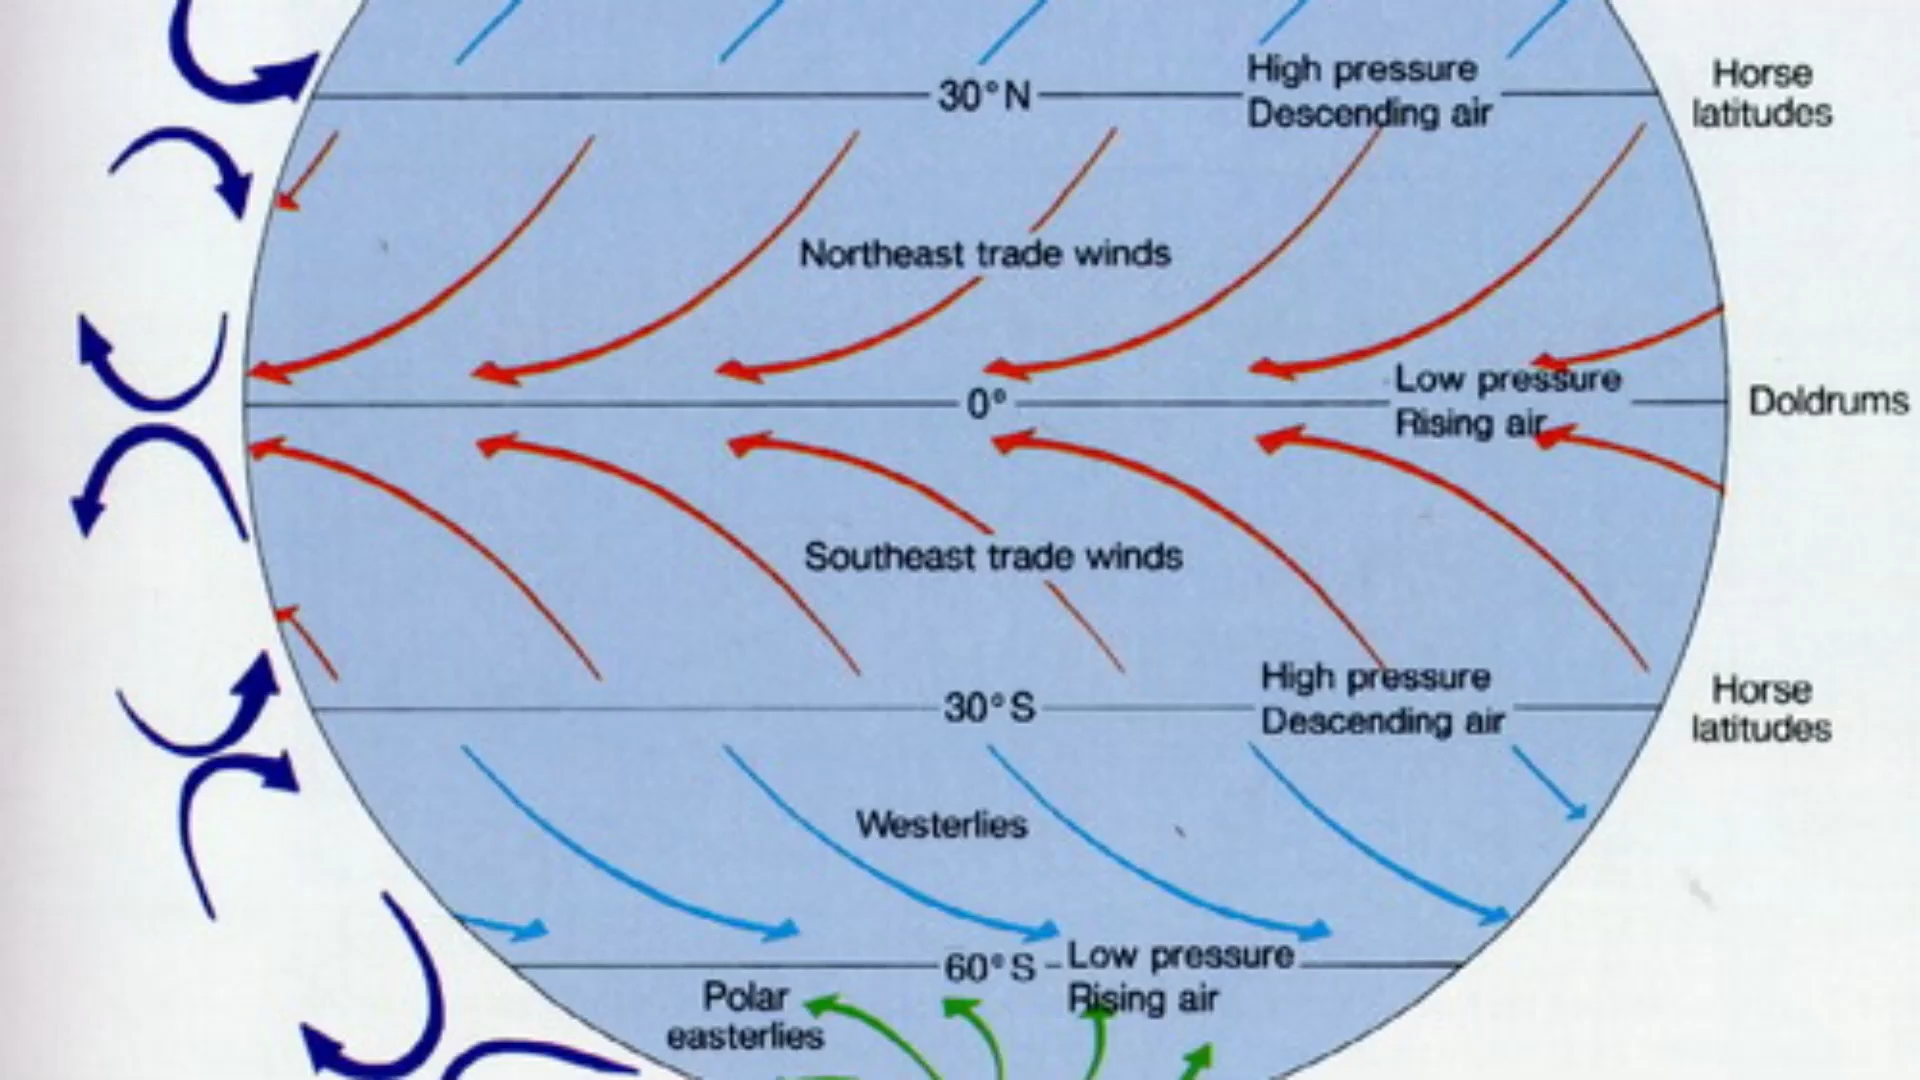 High pressure
Descending air
30°N
Horse
latitudes
Northeast trade winds
Low pressure
Rising air
0°
Doldrums
Southeast trade winds
High pressure
Descending air
30°S
Horse
latitudes
Westerlies
60°S
Low pressure
Rising air
Polar
easterlies